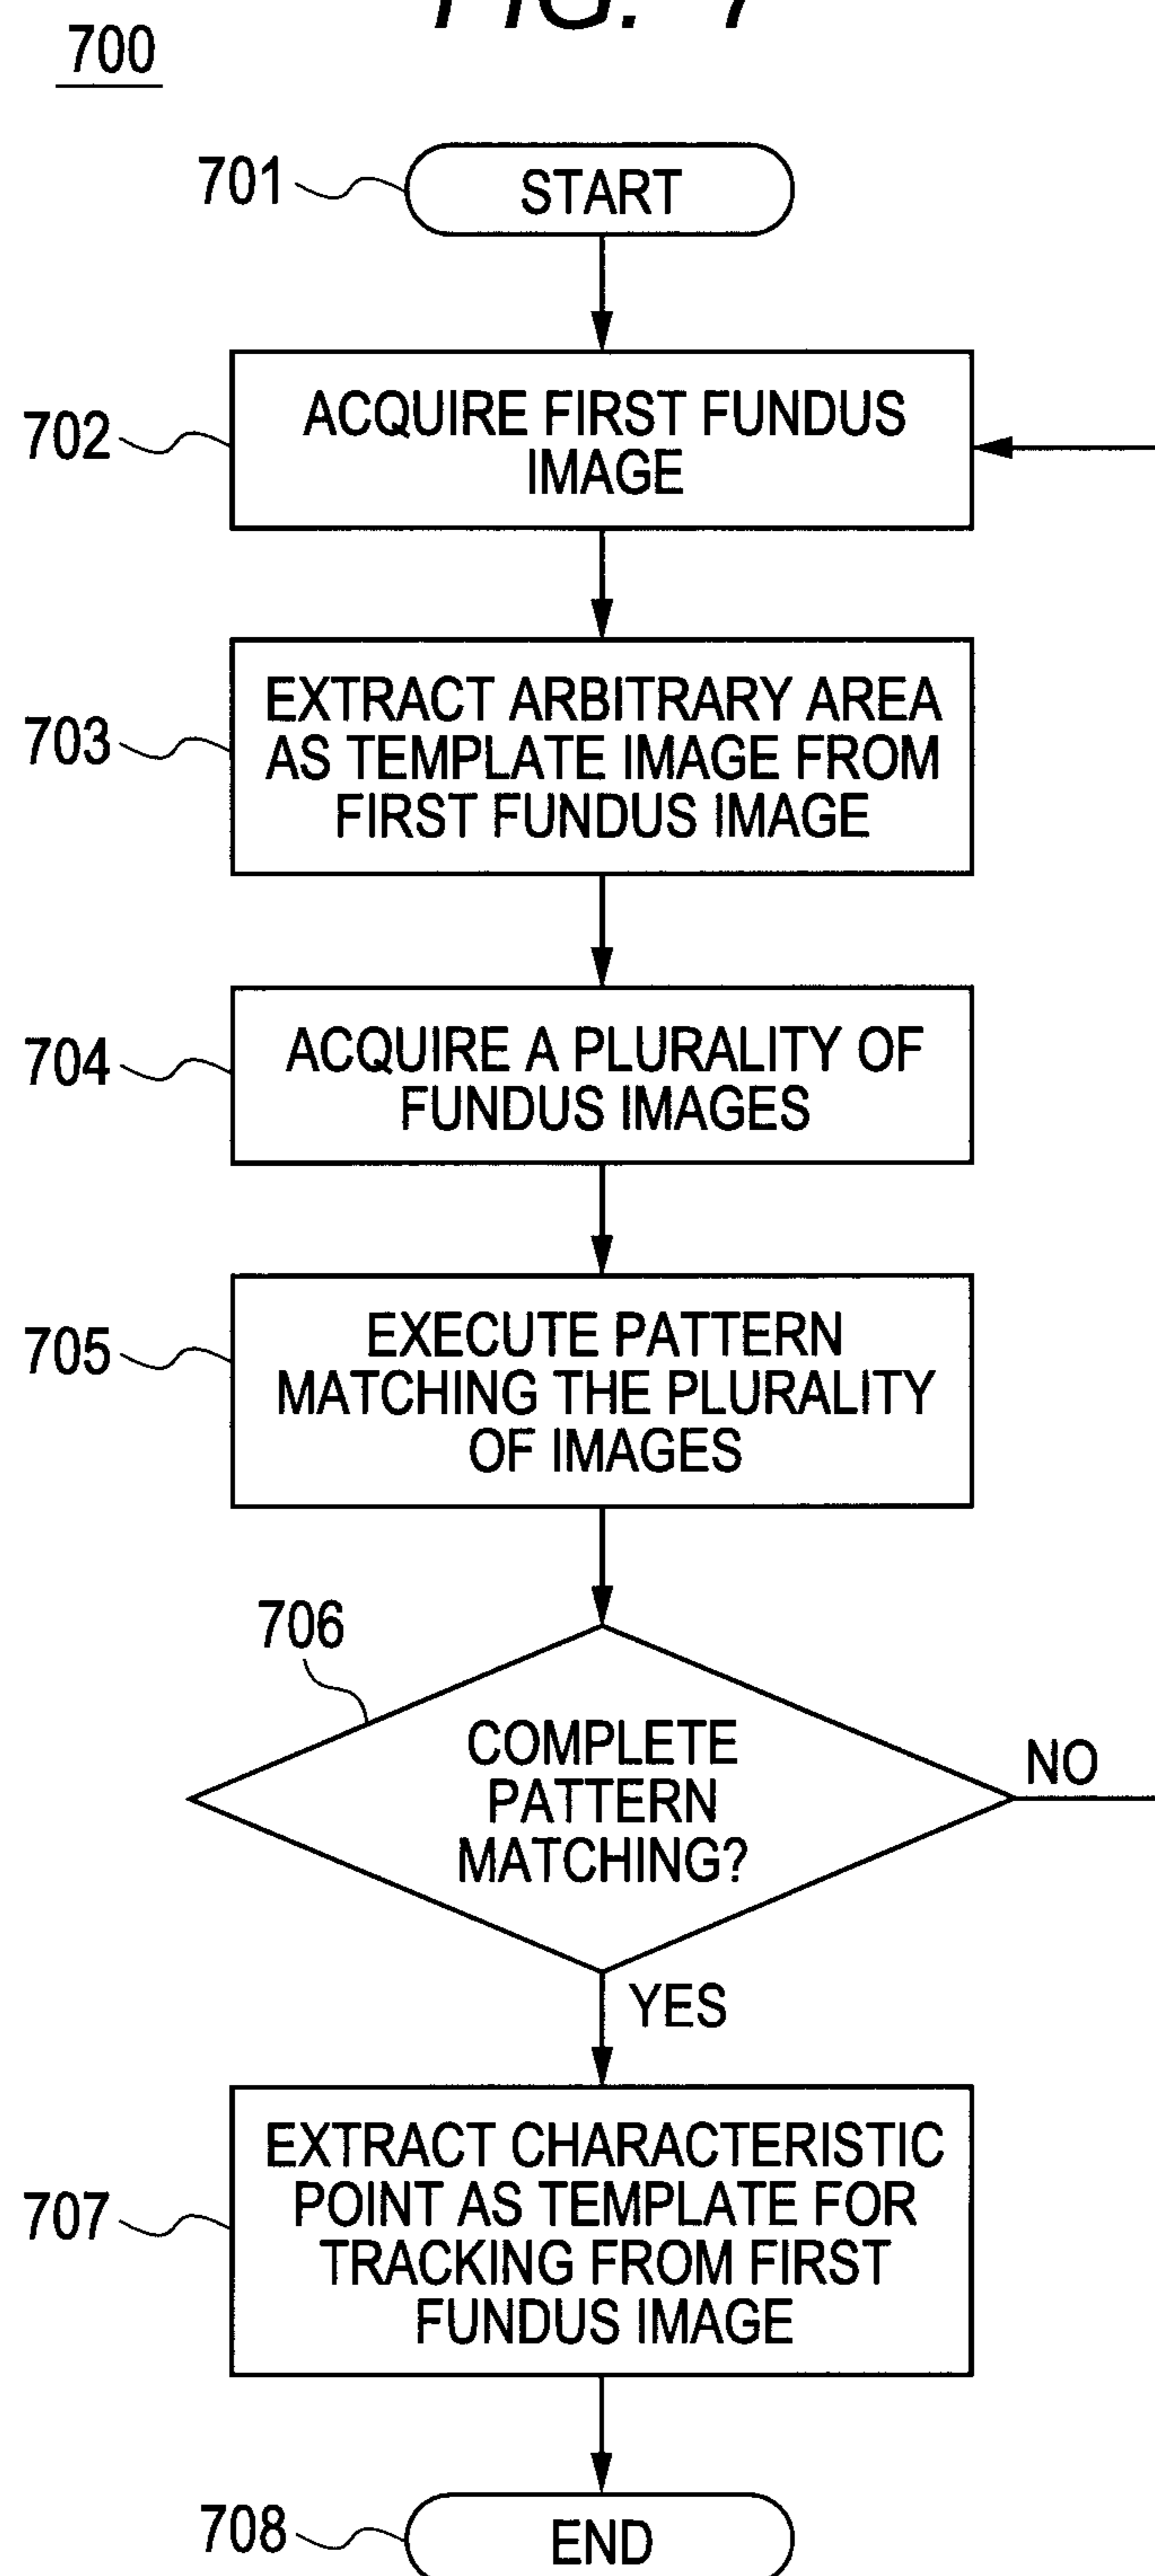 FIG. 7
700
701
START
702
ACQUIRE FIRST FUNDUS
IMAGE
703
EXTRACT ARBITRARY AREA
AS TEMPLATE IMAGE FROM
FIRST FUNDUS IMAGE
704
ACQUIRE A PLURALITY OF
FUNDUS IMAGES
705
EXECUTE PATTERN
MATCHING THE PLURALITY
OF IMAGES
706
COMPLETE
PATTERN
MATCHING?
NO
YES
707
EXTRACT CHARACTERISTIC
POINT AS TEMPLATE FOR
TRACKING FROM FIRST
FUNDUS IMAGE
708
END